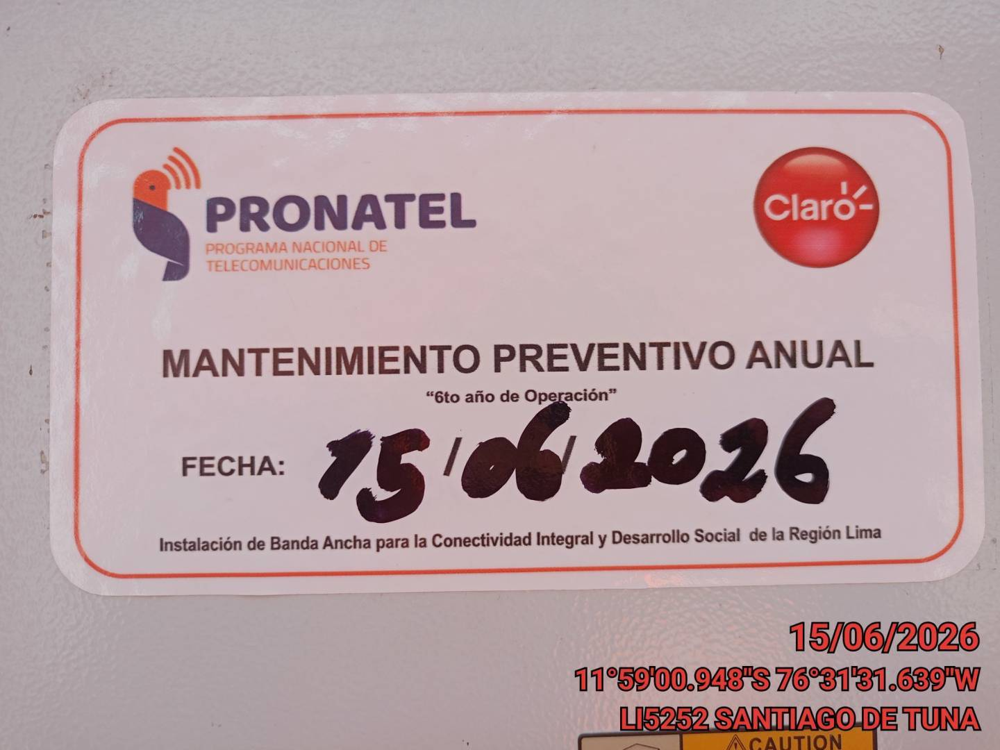 PRONATEL
PROGRAMA NACIONAL DE
TELECOMUNICACIONES
Claro
MANTENIMIENTO PREVENTIVO ANUAL
“6to año de Operación”
FECHA: 15/06/2026
Instalación de Banda Ancha para la Conectividad Integral y Desarrollo Social de la Región Lima
15/06/2026
11°59'00.948"S 76°31'31.639"W
LI5252 SANTIAGO DE TUNA
CAUTION